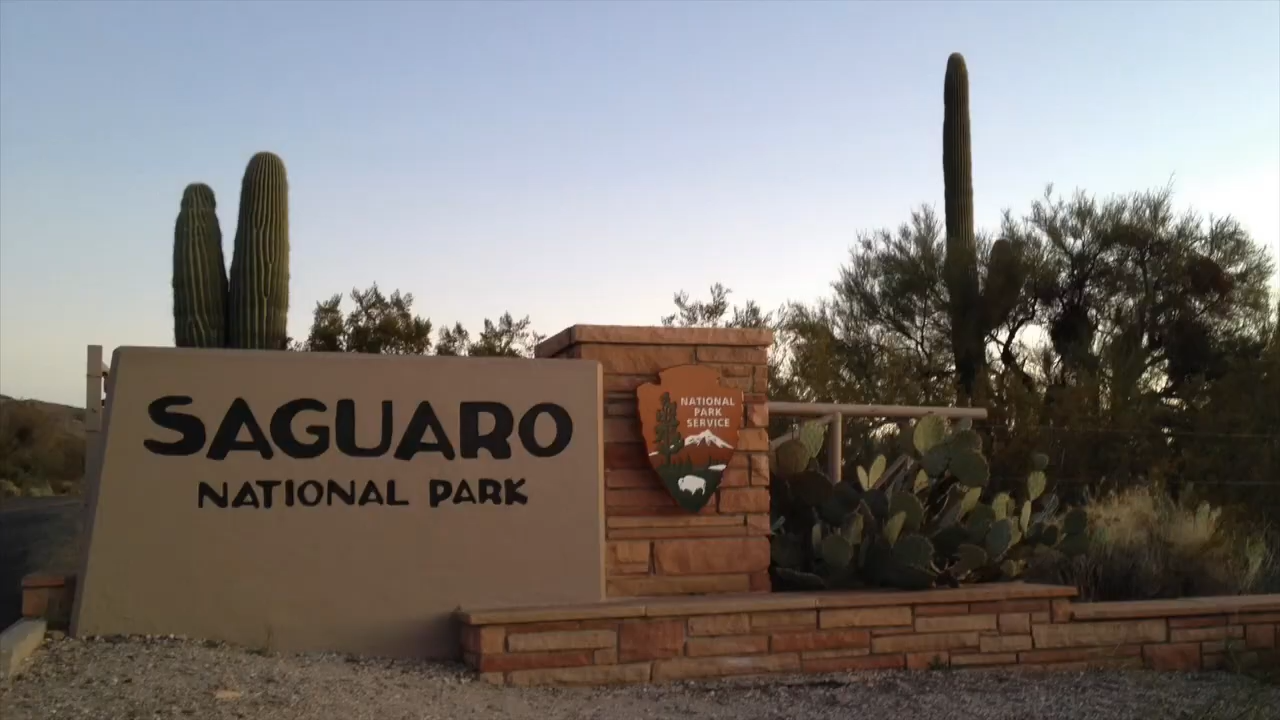 SAGUARO
NATIONAL PARK
NATIONAL
PARK
SERVICE